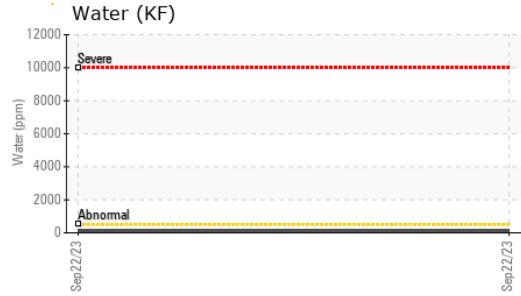 Water (KF)
12000
Severe
10000
8000
6000
Water (ppm)
4000
2000
Abnormal
0
Sep22/23
Sep22/23